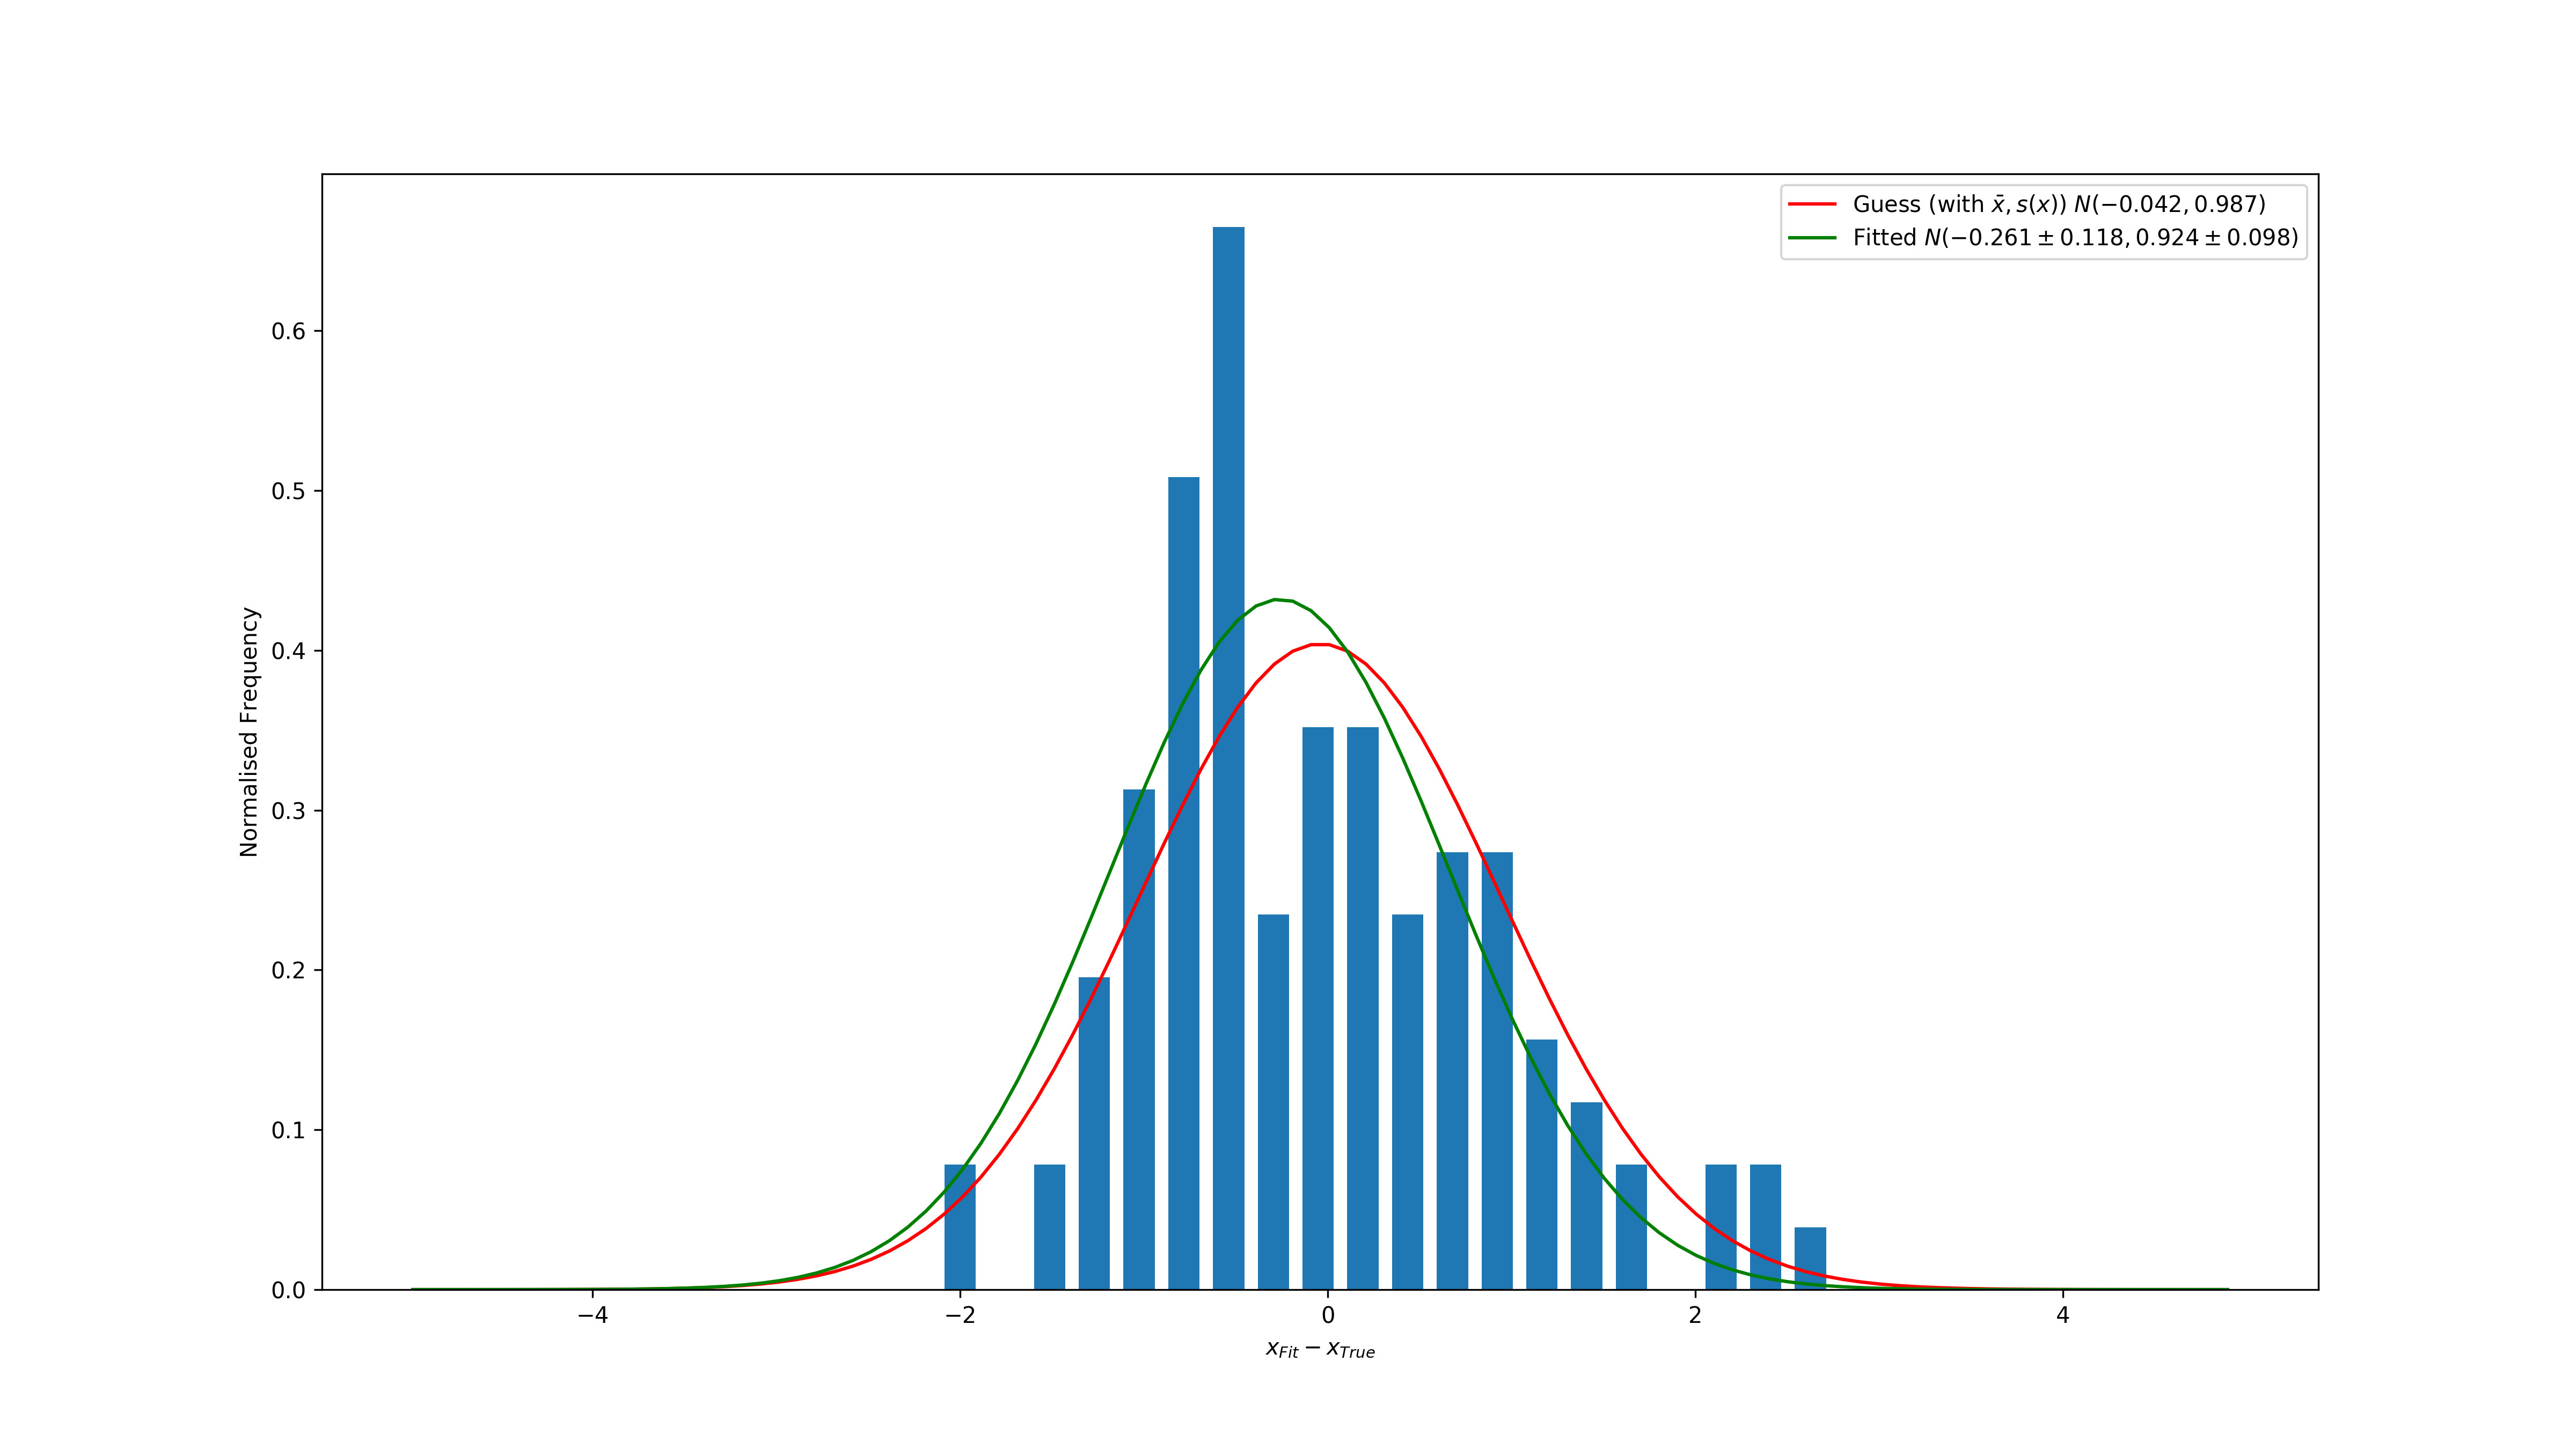 Guess (with x̄, s(x)) N(−0.042, 0.987)
Fitted N(−0.261 ± 0.118, 0.924 ± 0.098)
Normalised Frequency
0.6
0.5
0.4
0.3
0.2
0.1
0.0
−4 −2 0 2 4
x_Fit − x_True